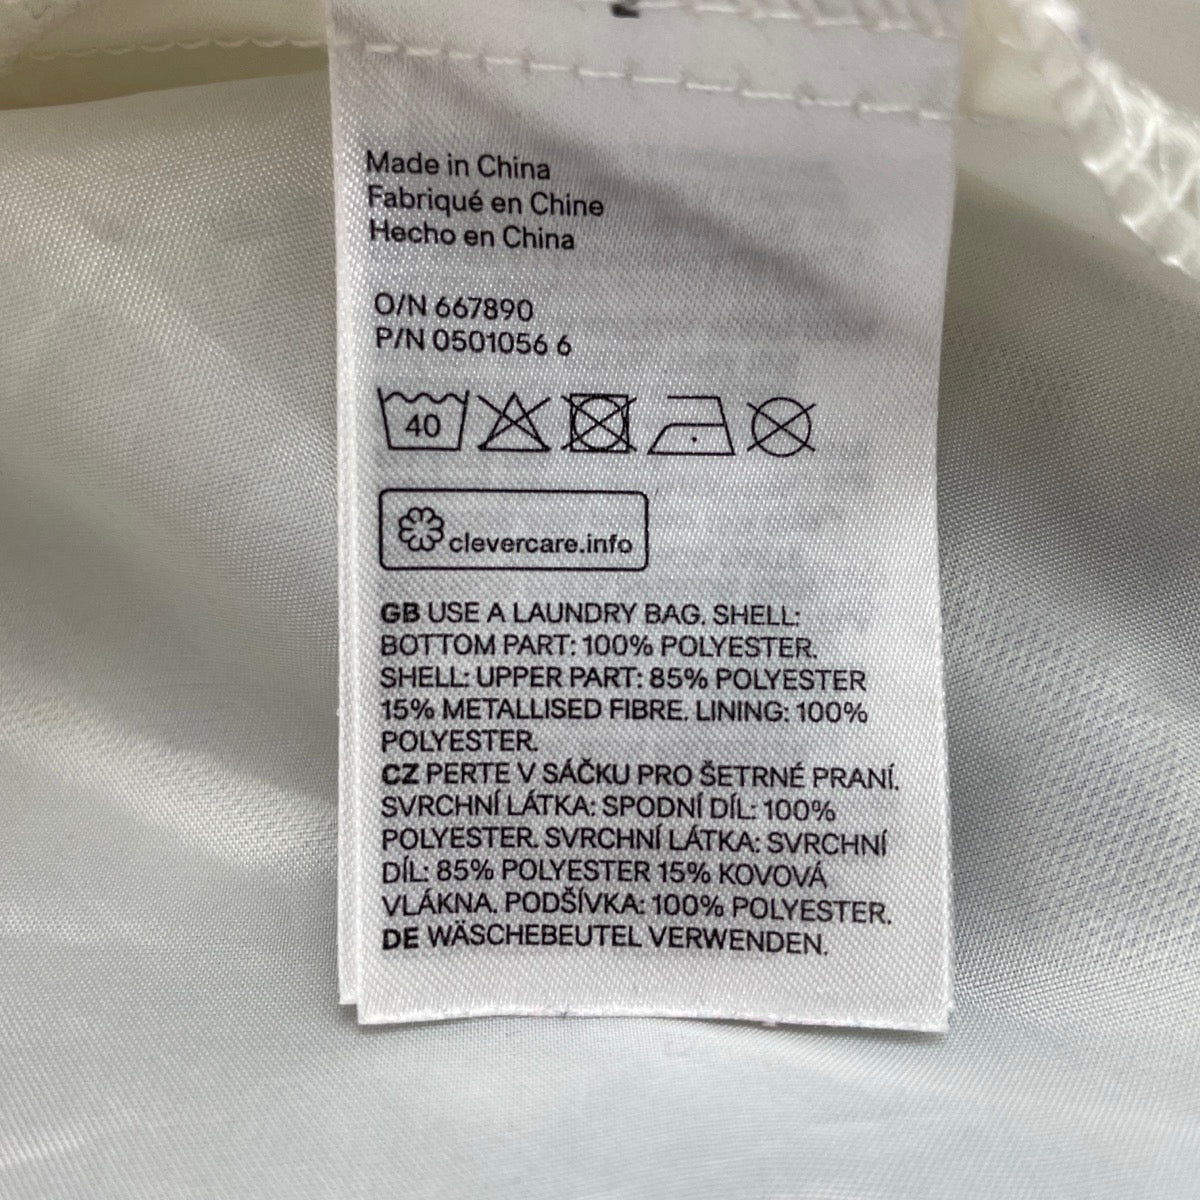 Made in China
Fabriqué en Chine
Hecho en China
O/N 667890
P/N 0501056 6
40
clevercare.info
GB USE A LAUNDRY BAG. SHELL:
BOTTOM PART: 100% POLYESTER.
SHELL: UPPER PART: 85% POLYESTER
15% METALLISED FIBRE. LINING: 100%
POLYESTER.
CZ PERTE V SÁČKU PRO ŠETRNÉ PRANÍ.
SVRCHNÍ LÁTKA: SPODNÍ DÍL: 100%
POLYESTER. SVRCHNÍ LÁTKA: SVRCHNÍ
DÍL: 85% POLYESTER 15% KOVOVÁ
VLÁKNA. PODŠÍVKA: 100% POLYESTER.
DE WÄSCHEBEUTEL VERWENDEN.